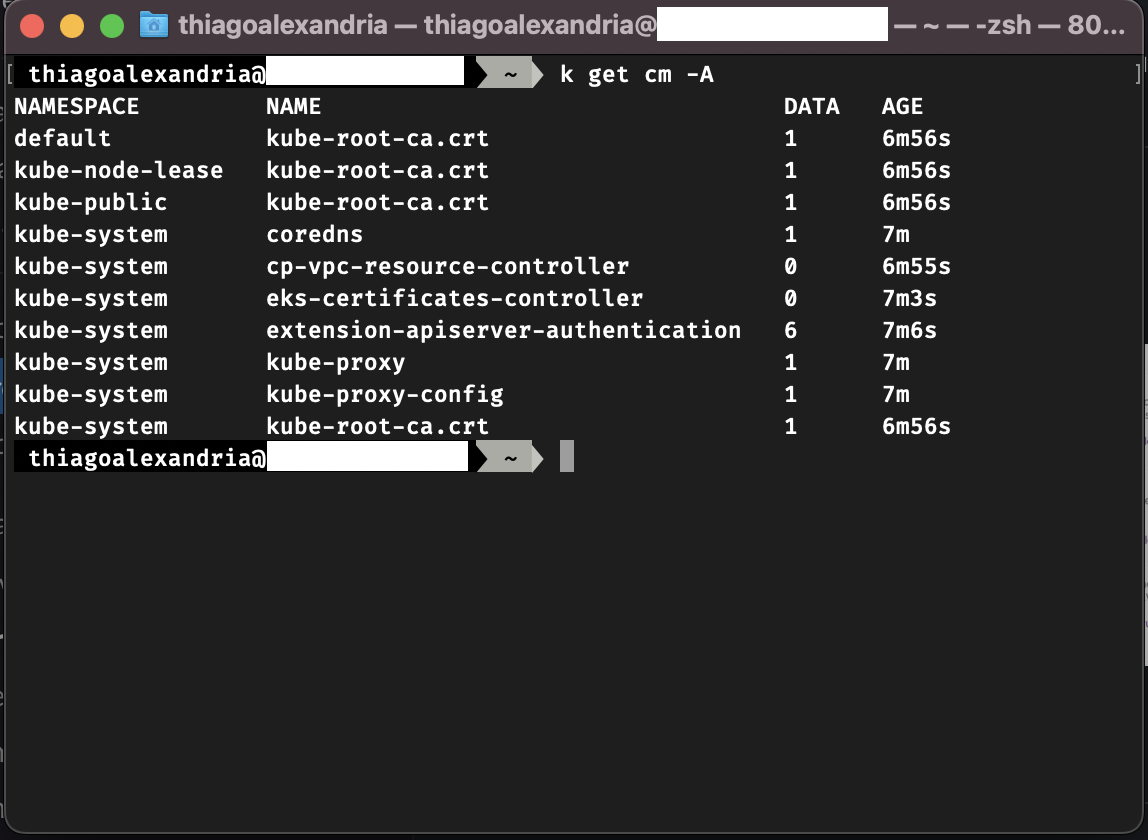 thiagoalexandria — thiagoalexandria@ — ~ — -zsh — 80...
[ thiagoalexandria@ ~ k get cm -A ]
NAMESPACE NAME DATA AGE
default kube-root-ca.crt 1 6m56s
kube-node-lease kube-root-ca.crt 1 6m56s
kube-public kube-root-ca.crt 1 6m56s
kube-system coredns 1 7m
kube-system cp-vpc-resource-controller 0 6m55s
kube-system eks-certificates-controller 0 7m3s
kube-system extension-apiserver-authentication 6 7m6s
kube-system kube-proxy 1 7m
kube-system kube-proxy-config 1 7m
kube-system kube-root-ca.crt 1 6m56s
thiagoalexandria@ ~